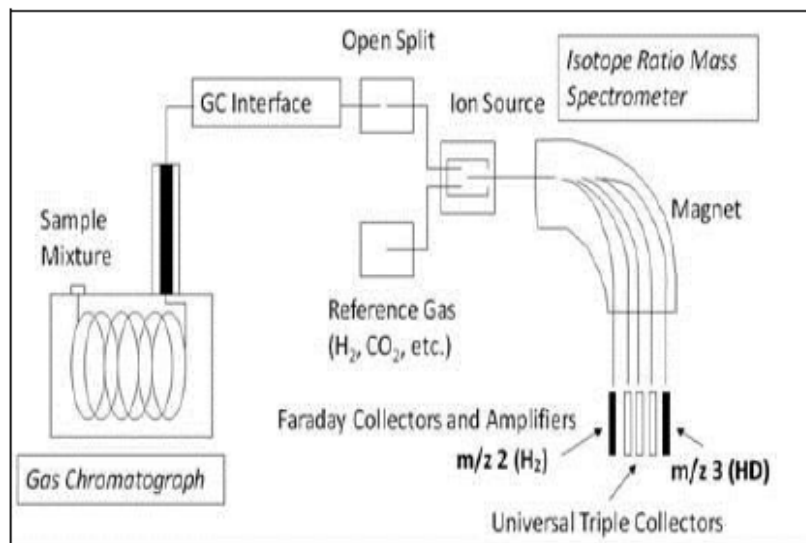 Open Split
Isotope Ratio Mass
Spectrometer
GC Interface
Ion Source
Sample
Mixture
Magnet
Reference Gas
(H₂, CO₂, etc.)
Faraday Collectors and Amplifiers
m/z 2 (H₂)
m/z 3 (HD)
Gas Chromatograph
Universal Triple Collectors